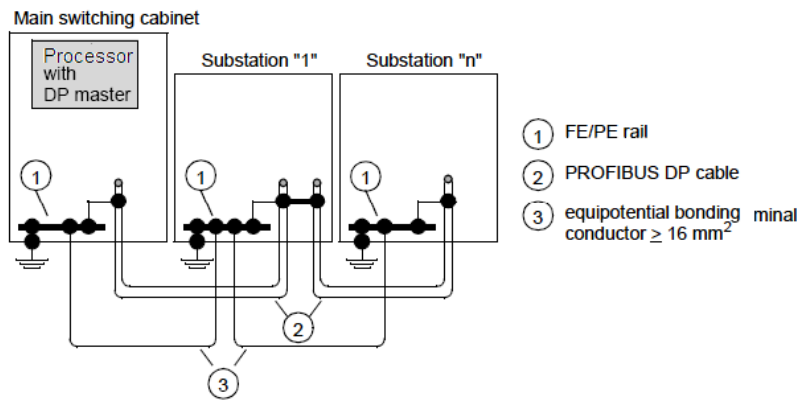 Main switching cabinet
Processor
with
DP master
Substation "1"
Substation "n"
1
1
1
1 FE/PE rail
2 PROFIBUS DP cable
3 equipotential bonding minal
conductor ≥ 16 mm²
2
3